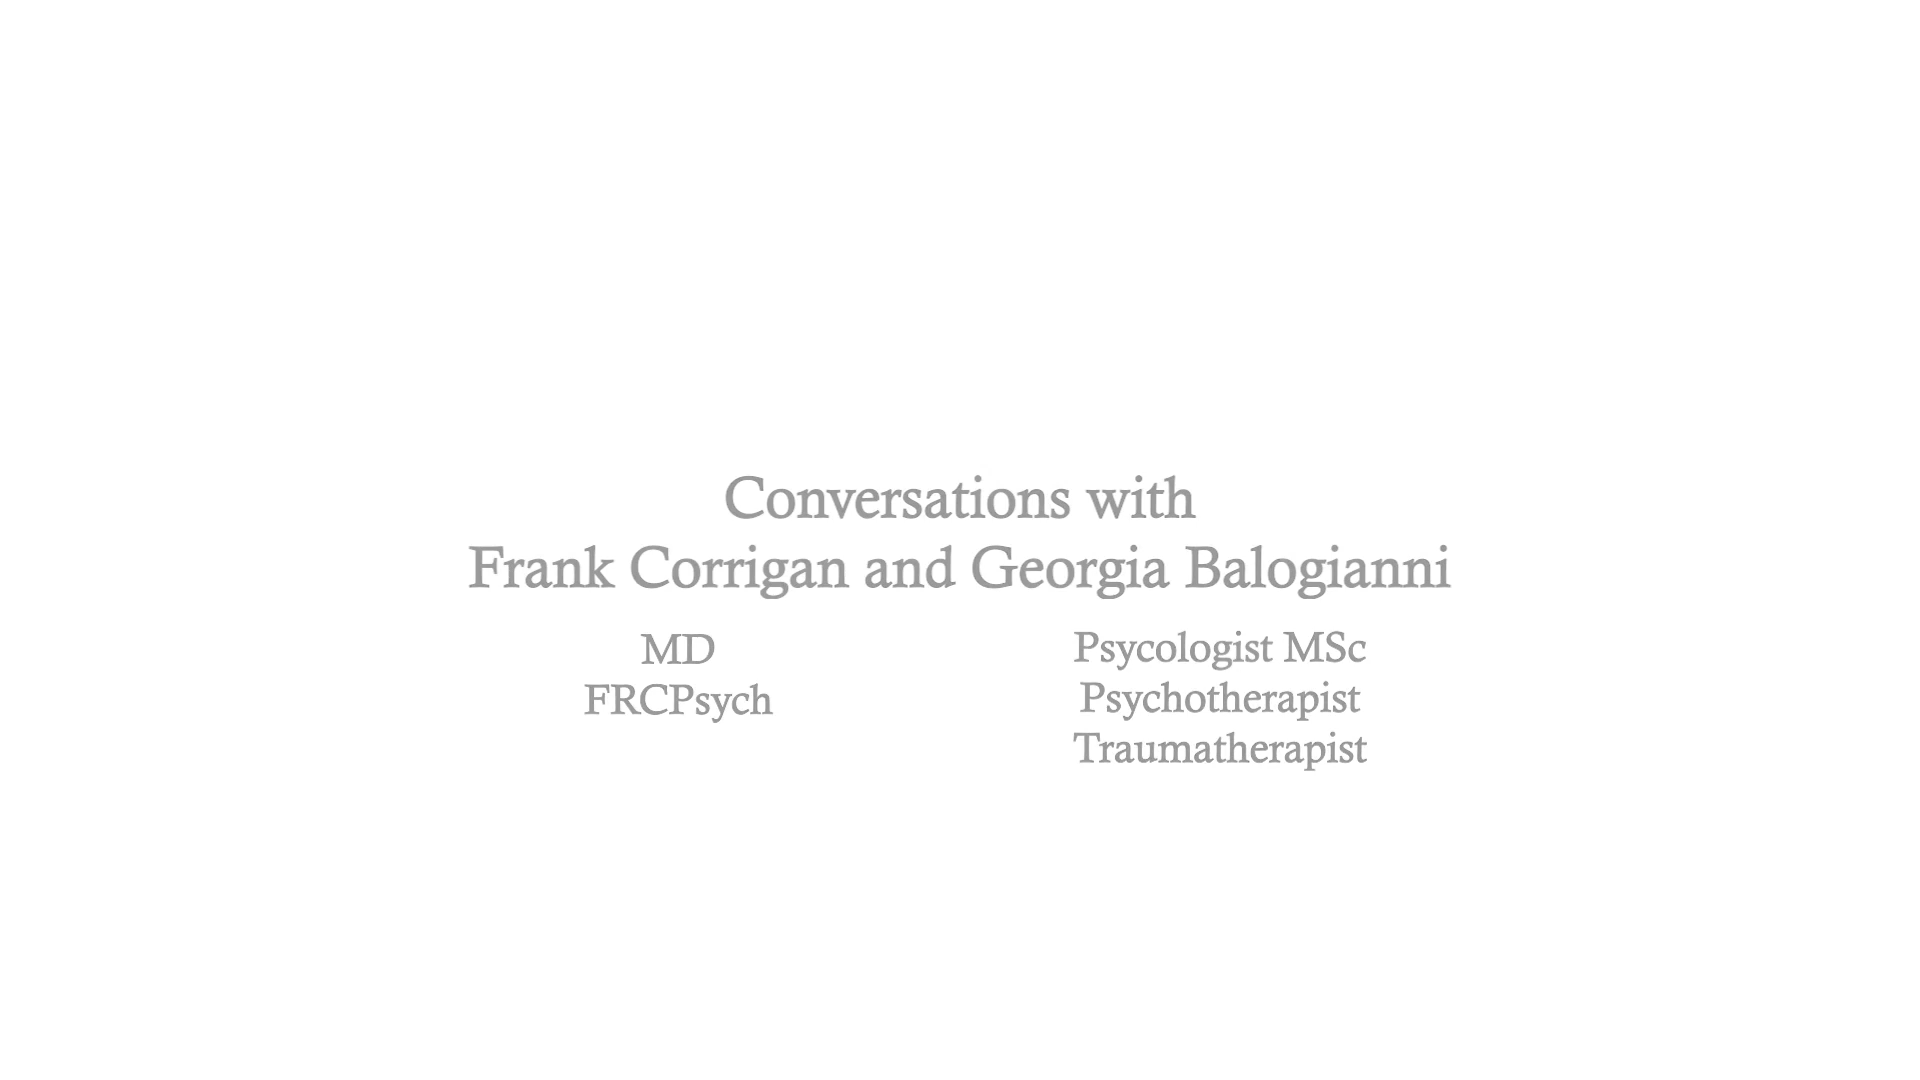 Conversations with
Frank Corrigan and Georgia Balogianni
MD
FRCPsych
Psycologist MSc
Psychotherapist
Traumatherapist